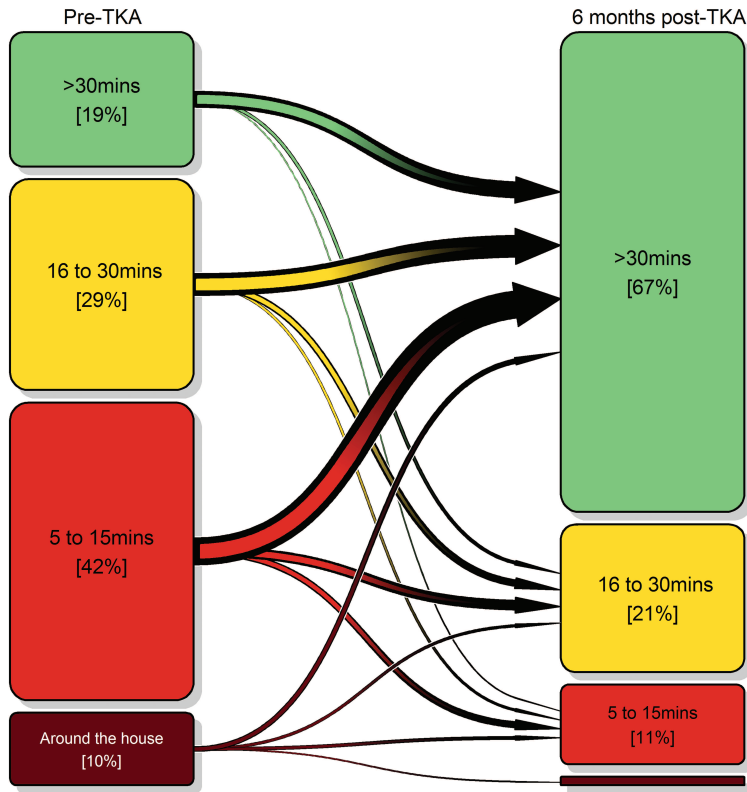 Pre-TKA
6 months post-TKA
>30mins
[19%]
16 to 30mins
[29%]
5 to 15mins
[42%]
Around the house
[10%]
>30mins
[67%]
16 to 30mins
[21%]
5 to 15mins
[11%]